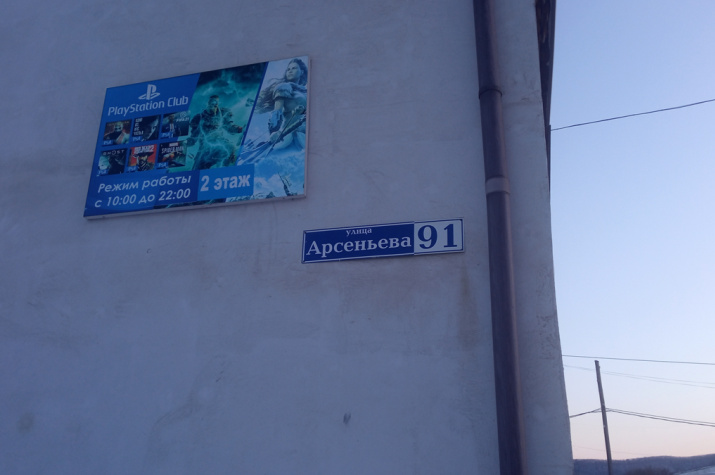 PlayStation Club
Режим работы
с 10:00 до 22:00
2 этаж
улица
Арсеньева 91